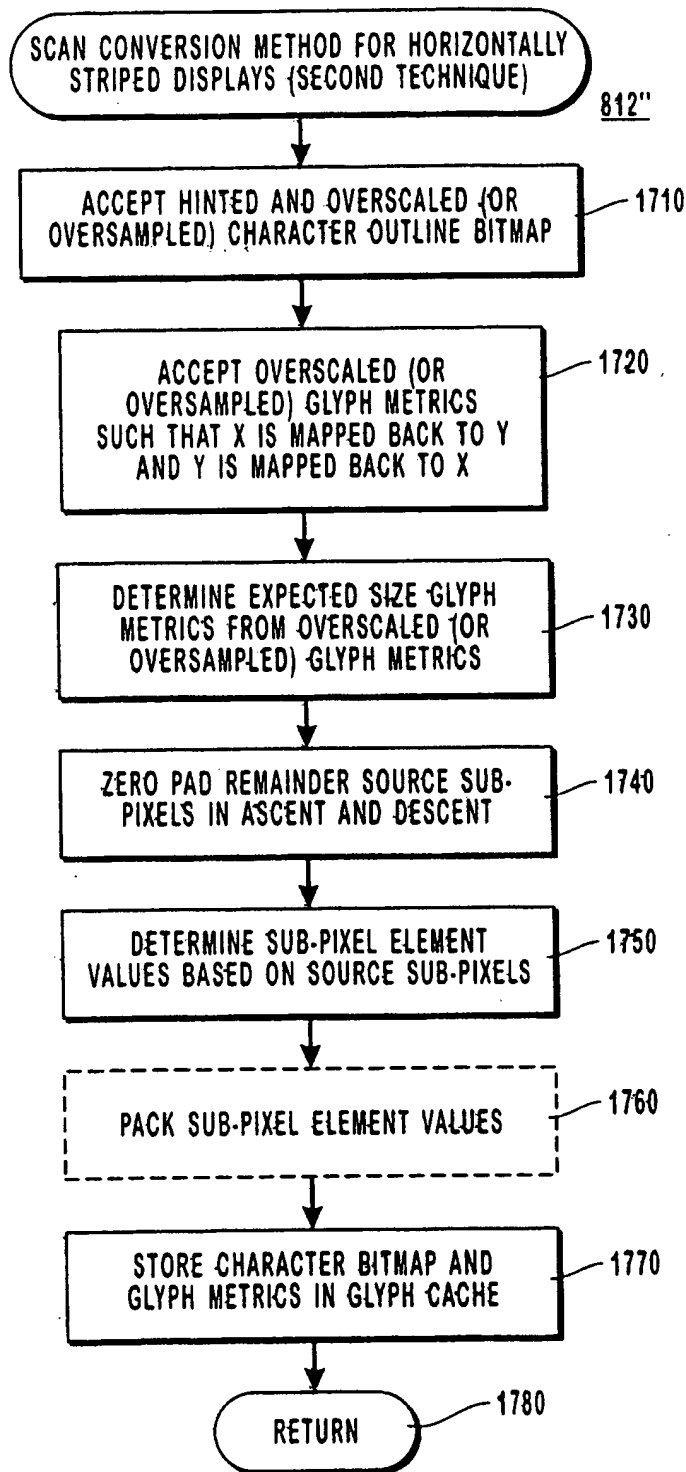 SCAN CONVERSION METHOD FOR HORIZONTALLY
STRIPED DISPLAYS (SECOND TECHNIQUE)
812"
ACCEPT HINTED AND OVERSCALED (OR
OVERSAMPLED) CHARACTER OUTLINE BITMAP
1710
ACCEPT OVERSCALED (OR
OVERSAMPLED) GLYPH METRICS
SUCH THAT X IS MAPPED BACK TO Y
AND Y IS MAPPED BACK TO X
1720
DETERMINE EXPECTED SIZE GLYPH
METRICS FROM OVERSCALED (OR
OVERSAMPLED) GLYPH METRICS
1730
ZERO PAD REMAINDER SOURCE SUB-
PIXELS IN ASCENT AND DESCENT
1740
DETERMINE SUB-PIXEL ELEMENT
VALUES BASED ON SOURCE SUB-PIXELS
1750
PACK SUB-PIXEL ELEMENT VALUES
1760
STORE CHARACTER BITMAP AND
GLYPH METRICS IN GLYPH CACHE
1770
RETURN
1780